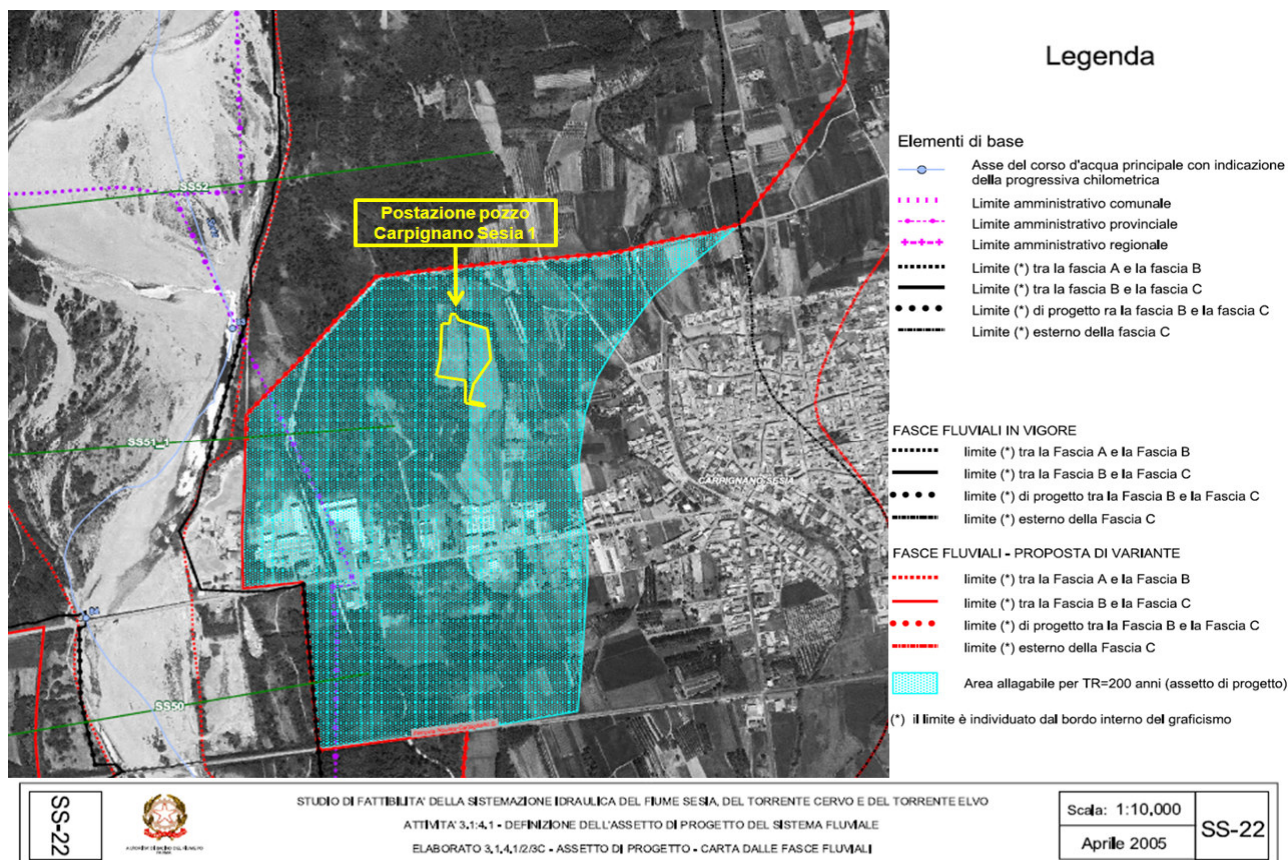 SS52
Postazione pozzo
Carpignano Sesia 1
SS51_1
CARPIGNANO SESIA
SS50
Legenda
Elementi di base
Asse del corso d'acqua principale con indicazione
della progressiva chilometrica
Limite amministrativo comunale
Limite amministrativo provinciale
Limite amministrativo regionale
Limite (*) tra la fascia A e la fascia B
Limite (*) tra la fascia B e la fascia C
Limite (*) di progetto ra la fascia B e la fascia C
Limite (*) esterno della fascia C
FASCE FLUVIALI IN VIGORE
limite (*) tra la Fascia A e la Fascia B
limite (*) tra la Fascia B e la Fascia C
limite (*) di progetto tra la Fascia B e la Fascia C
limite (*) esterno della Fascia C
FASCE FLUVIALI - PROPOSTA DI VARIANTE
limite (*) tra la Fascia A e la Fascia B
limite (*) tra la Fascia B e la Fascia C
limite (*) di progetto tra la Fascia B e la Fascia C
limite (*) esterno della Fascia C
Area allagabile per TR=200 anni (assetto di progetto)
(*) il limite è individuato dal bordo interno del graficismo
SS-22
STUDIO DI FATTIBILITA' DELLA SISTEMAZIONE IDRAULICA DEL FIUME SESIA, DEL TORRENTE CERVO E DEL TORRENTE ELVO
ATTIVITA' 3.1:4.1 - DEFINIZIONE DELL'ASSETTO DI PROGETTO DEL SISTEMA FLUVIALE
ELABORATO 3.1.4.1/2/3C - ASSETTO DI PROGETTO - CARTA DALLE FASCE FLUVIALI
Scala: 1:10,000
Aprile 2005
SS-22